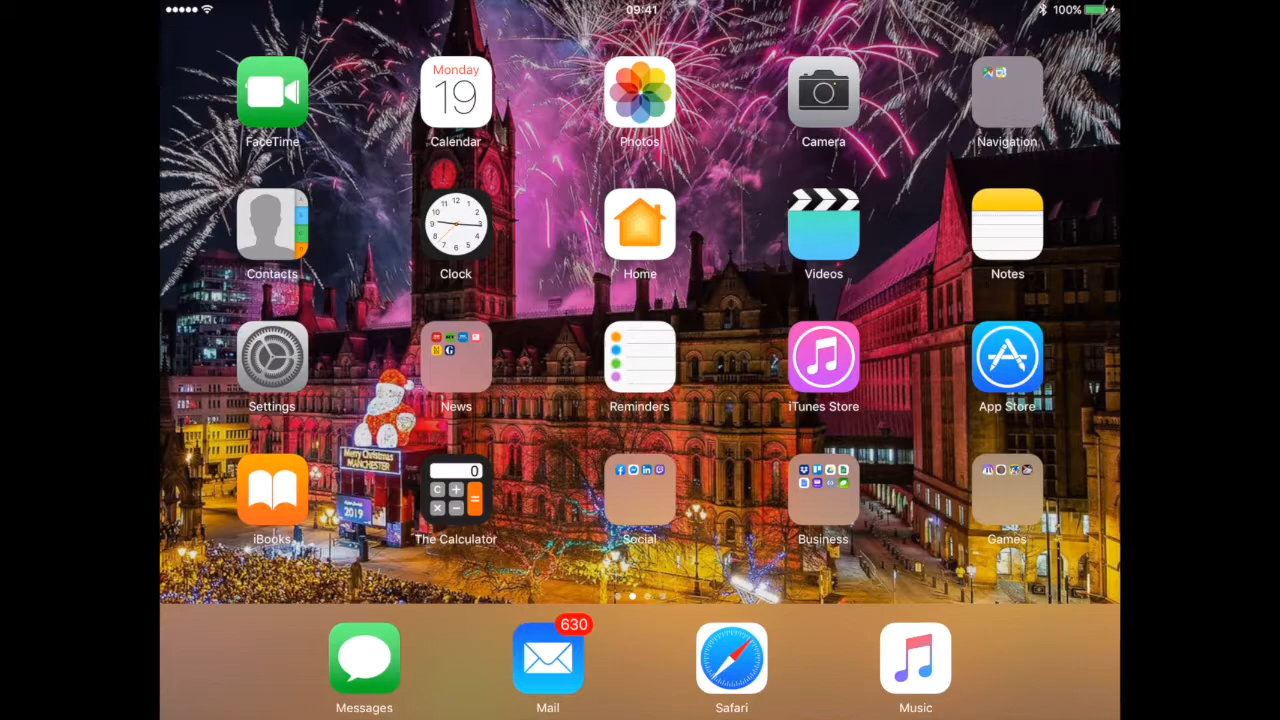 09:41
100%
Monday
19
FaceTime
Calendar
Photos
Camera
Navigation
Contacts
Clock
Home
Videos
Notes
Settings
News
Reminders
iTunes Store
App Store
Merry Christmas
MANCHESTER
2019
0
iBooks
The Calculator
Social
Business
Games
630
Messages
Mail
Safari
Music